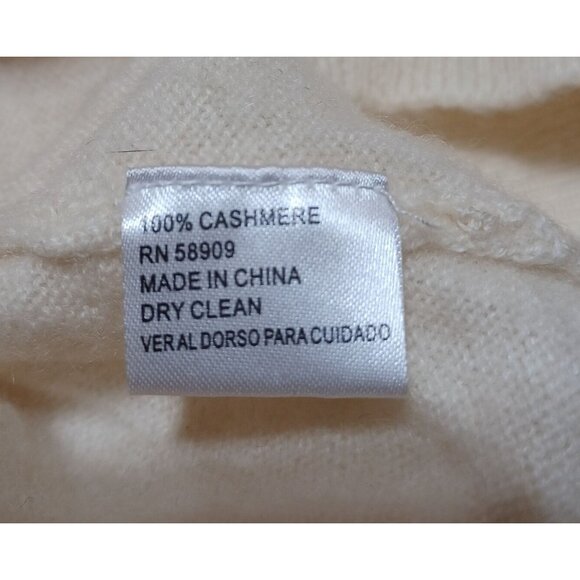 100% CASHMERE
RN 58909
MADE IN CHINA
DRY CLEAN
VER AL DORSO PARA CUIDADO